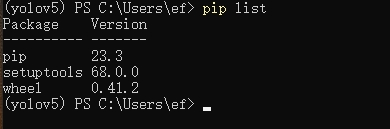 (yolov5) PS C:\Users\ef> pip list
Package    Version
---------- -------
pip        23.3
setuptools 68.0.0
wheel      0.41.2
(yolov5) PS C:\Users\ef>